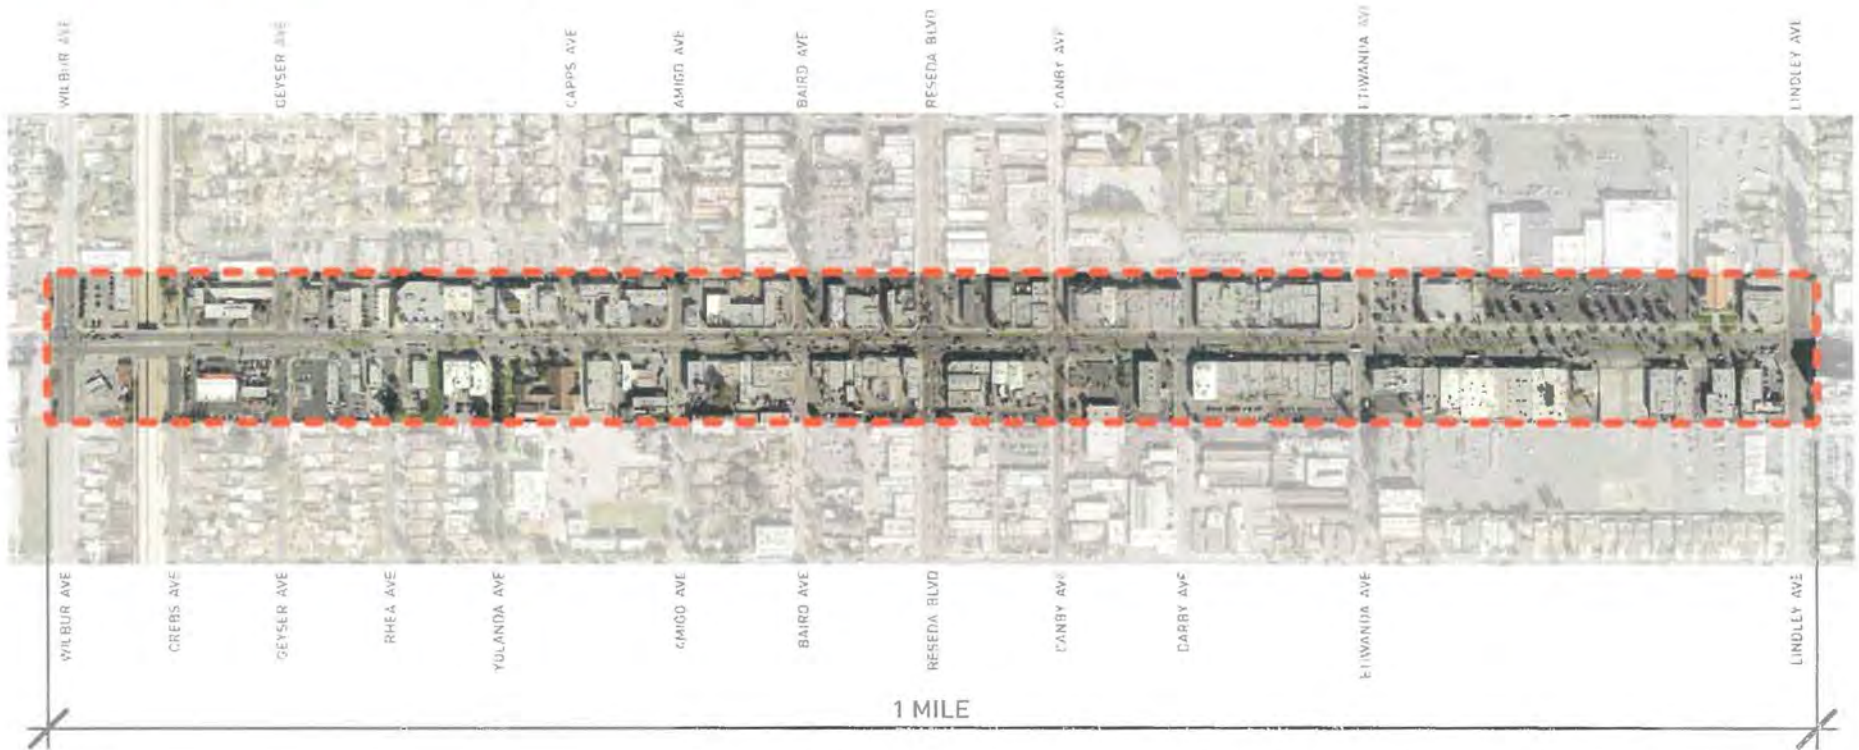 WILBUR AVE
GEYSER AVE
CAPPS AVE
AMIGO AVE
BAIRD AVE
RESEDA BLVD
CANBY AVE
ETIWANDA AVE
LINDLEY AVE
WILBUR AVE
CREBS AVE
GEYSER AVE
RHEA AVE
YOLANDA AVE
AMIGO AVE
BAIRD AVE
RESEDA BLVD
CANBY AVE
DARBY AVE
ETIWANDA AVE
LINDLEY AVE
1 MILE